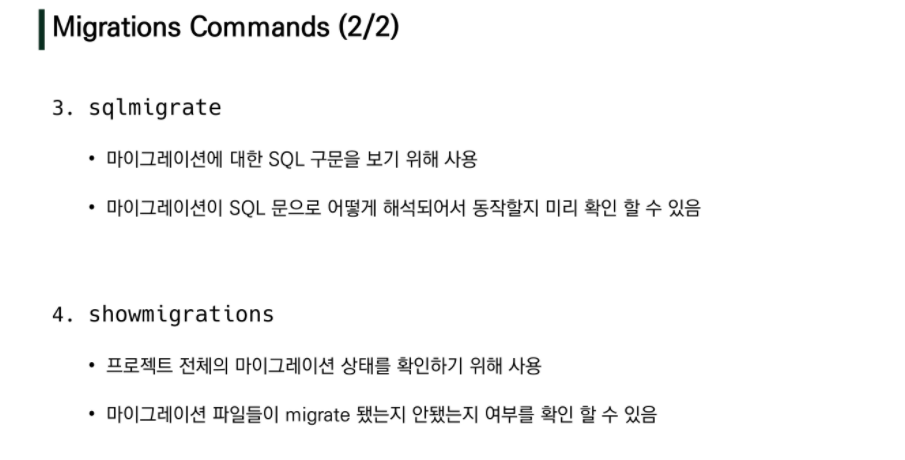 Migrations Commands (2/2)
3. sqlmigrate
• 마이그레이션에 대한 SQL 구문을 보기 위해 사용
• 마이그레이션이 SQL 문으로 어떻게 해석되어서 동작할지 미리 확인 할 수 있음
4. showmigrations
• 프로젝트 전체의 마이그레이션 상태를 확인하기 위해 사용
• 마이그레이션 파일들이 migrate 됐는지 안됐는지 여부를 확인 할 수 있음